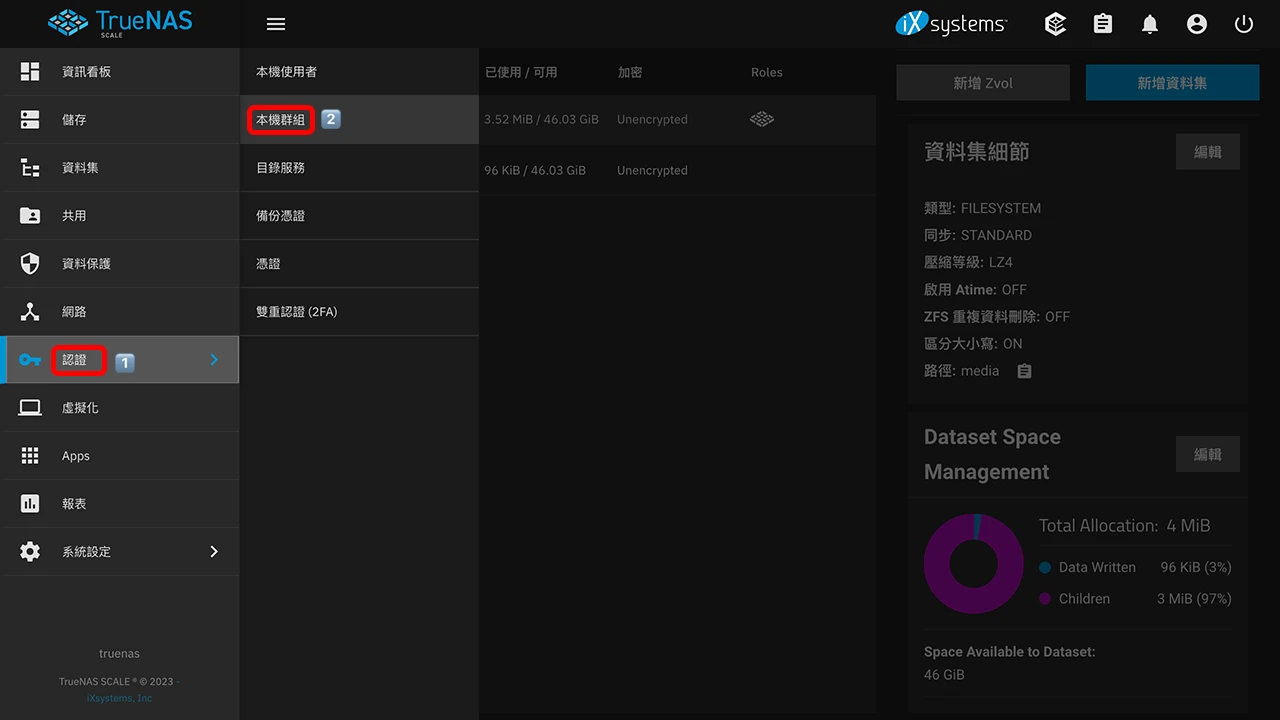 TrueNAS
SCALE
iXsystems
資訊看板
儲存
資料集
共用
資料保護
網路
認證
1
虛擬化
Apps
報表
系統設定
truenas
TrueNAS SCALE ® © 2023 -
iXsystems, Inc
本機使用者
本機群組
2
目錄服務
備份憑證
憑證
雙重認證 (2FA)
已使用 / 可用 加密 Roles
3.52 MiB / 46.03 GiB Unencrypted
96 KiB / 46.03 GiB Unencrypted
新增 Zvol 新增資料集
資料集細節 編輯
類型: FILESYSTEM
同步: STANDARD
壓縮等級: LZ4
啟用 Atime: OFF
ZFS 重複資料刪除: OFF
區分大小寫: ON
路徑: media
Dataset Space
Management
編輯
Total Allocation: 4 MiB
Data Written 96 KiB (3%)
Children 3 MiB (97%)
Space Available to Dataset:
46 GiB